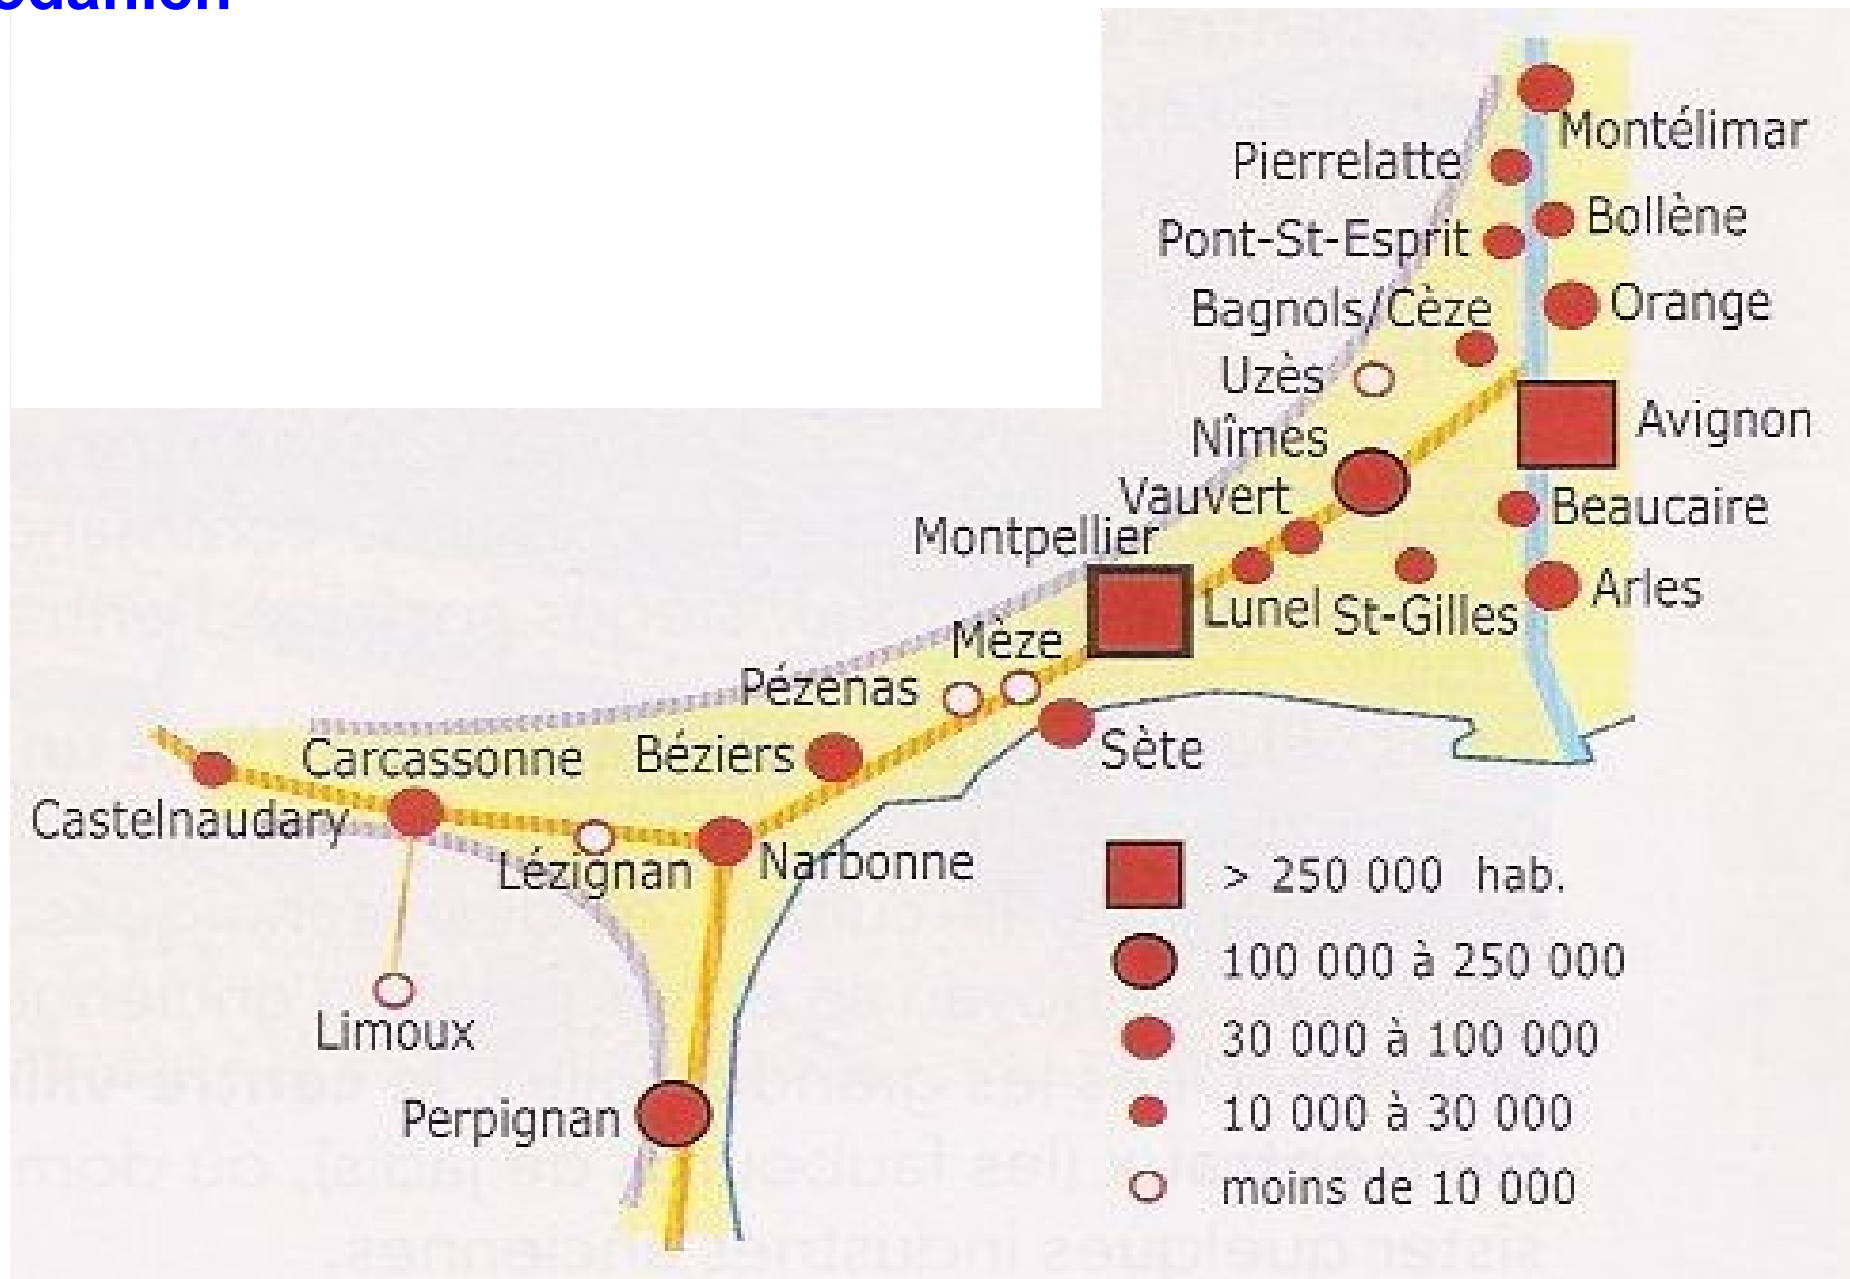 Montélimar
Pierrelatte
Bollène
Pont-St-Esprit
Orange
Bagnols/Cèze
Uzès
Avignon
Nîmes
Vauvert
Beaucaire
Montpellier
Arles
Lunel
St-Gilles
Mèze
Pézenas
Sète
Carcassonne
Béziers
Castelnaudary
Lézignan
Narbonne
Limoux
Perpignan
> 250 000 hab.
100 000 à 250 000
30 000 à 100 000
10 000 à 30 000
moins de 10 000